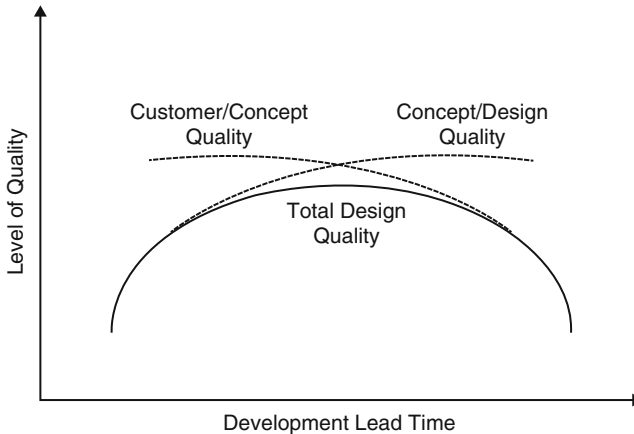 Customer/Concept
Quality
Concept/Design
Quality
Total Design
Quality
Level of Quality
Development Lead Time